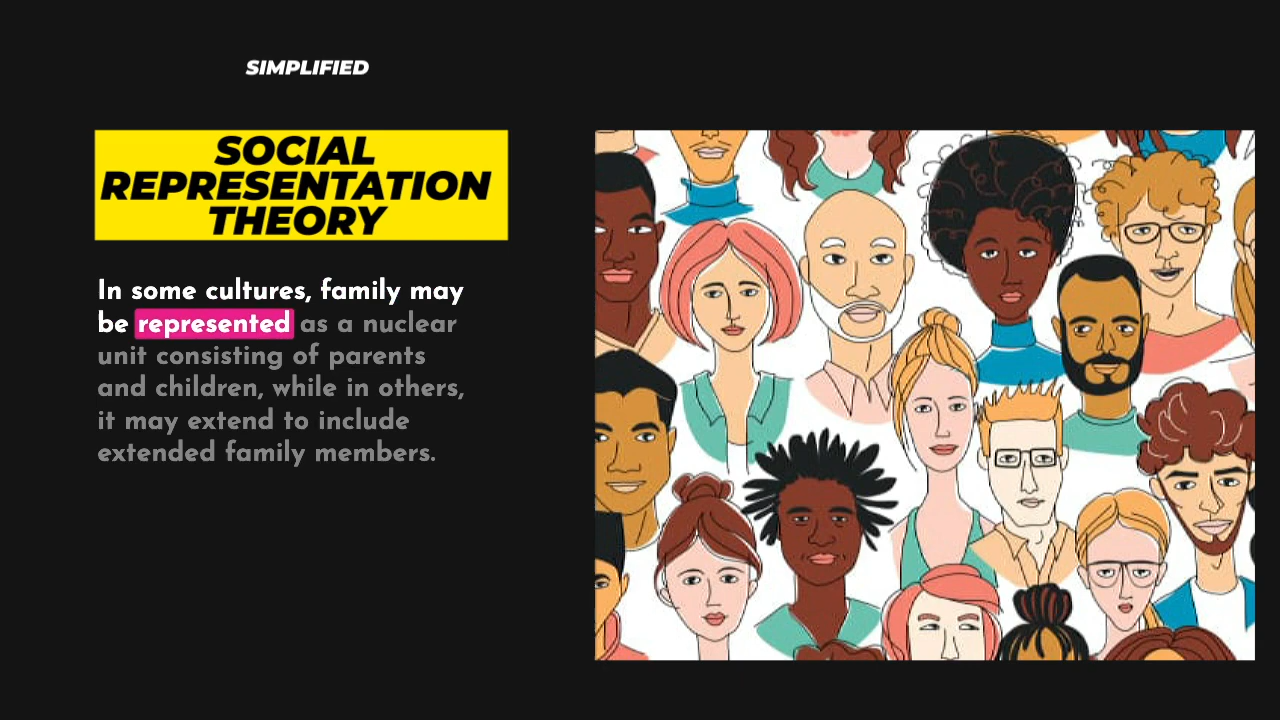 SIMPLIFIED
SOCIAL
REPRESENTATION
THEORY
In some cultures, family may
be represented as a nuclear
unit consisting of parents
and children, while in others,
it may extend to include
extended family members.